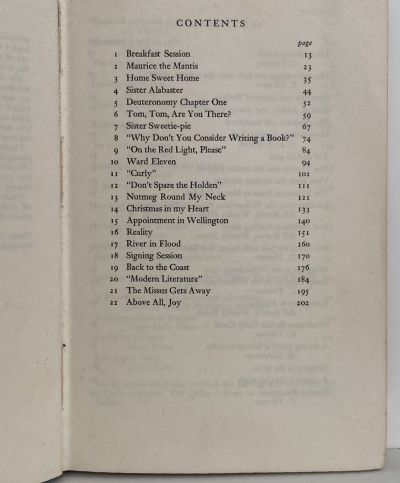 CONTENTS
page
1 Breakfast Session 13
2 Maurice the Mantis 23
3 Home Sweet Home 35
4 Sister Alabaster 44
5 Deuteronomy Chapter One 52
6 Tom, Tom, Are You There? 59
7 Sister Sweetie-pie 67
8 “Why Don't You Consider Writing a Book?” 74
9 “On the Red Light, Please” 84
10 Ward Eleven 94
11 “Curly” 102
12 “Don't Spare the Holden” 111
13 Nutmeg Round My Neck 121
14 Christmas in my Heart 133
15 Appointment in Wellington 140
16 Reality 151
17 River in Flood 160
18 Signing Session 170
19 Back to the Coast 176
20 “Modern Literature” 184
21 The Missus Gets Away 195
22 Above All, Joy 202